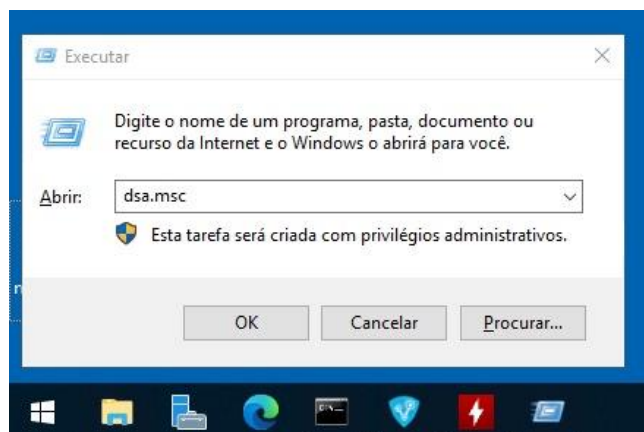 Executar
Digite o nome de um programa, pasta, documento ou
recurso da Internet e o Windows o abrirá para você.
Abrir:
dsa.msc
Esta tarefa será criada com privilégios administrativos.
OK
Cancelar
Procurar...